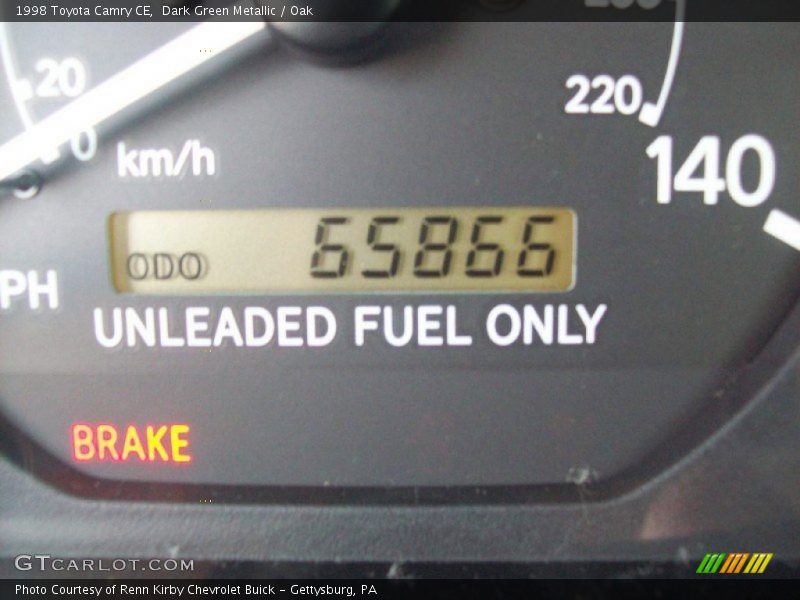 1998 Toyota Camry CE, Dark Green Metallic / Oak
20
220
0
km/h
140
ODO 65866
PH
UNLEADED FUEL ONLY
BRAKE
GTCARLOT.COM
Photo Courtesy of Renn Kirby Chevrolet Buick - Gettysburg, PA